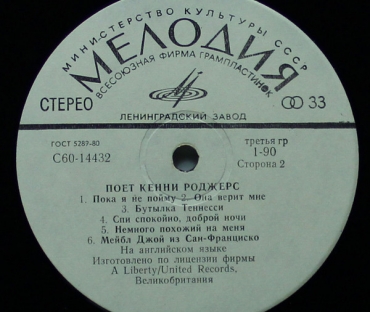 МИНИСТЕРСТВО КУЛЬТУРЫ СССР
МЕЛОДИЯ
ВСЕСОЮЗНАЯ ФИРМА ГРАМПЛАСТИНОК
СТЕРЕО
33
ЛЕНИНГРАДСКИЙ ЗАВОД
ГОСТ 5289-80
С60-14432
третья гр
1-90
Сторона 2
ПОЕТ КЕННИ РОДЖЕРС
1. Пока я не пойму 2. Она верит мне
3. Бутылка Теннесси
4. Спи спокойно, доброй ночи
5. Немного похожий на меня
6. Мейбл Джой из Сан-Франциско
На английском языке
Изготовлено по лицензии фирмы
A Liberty/United Records,
Великобритания